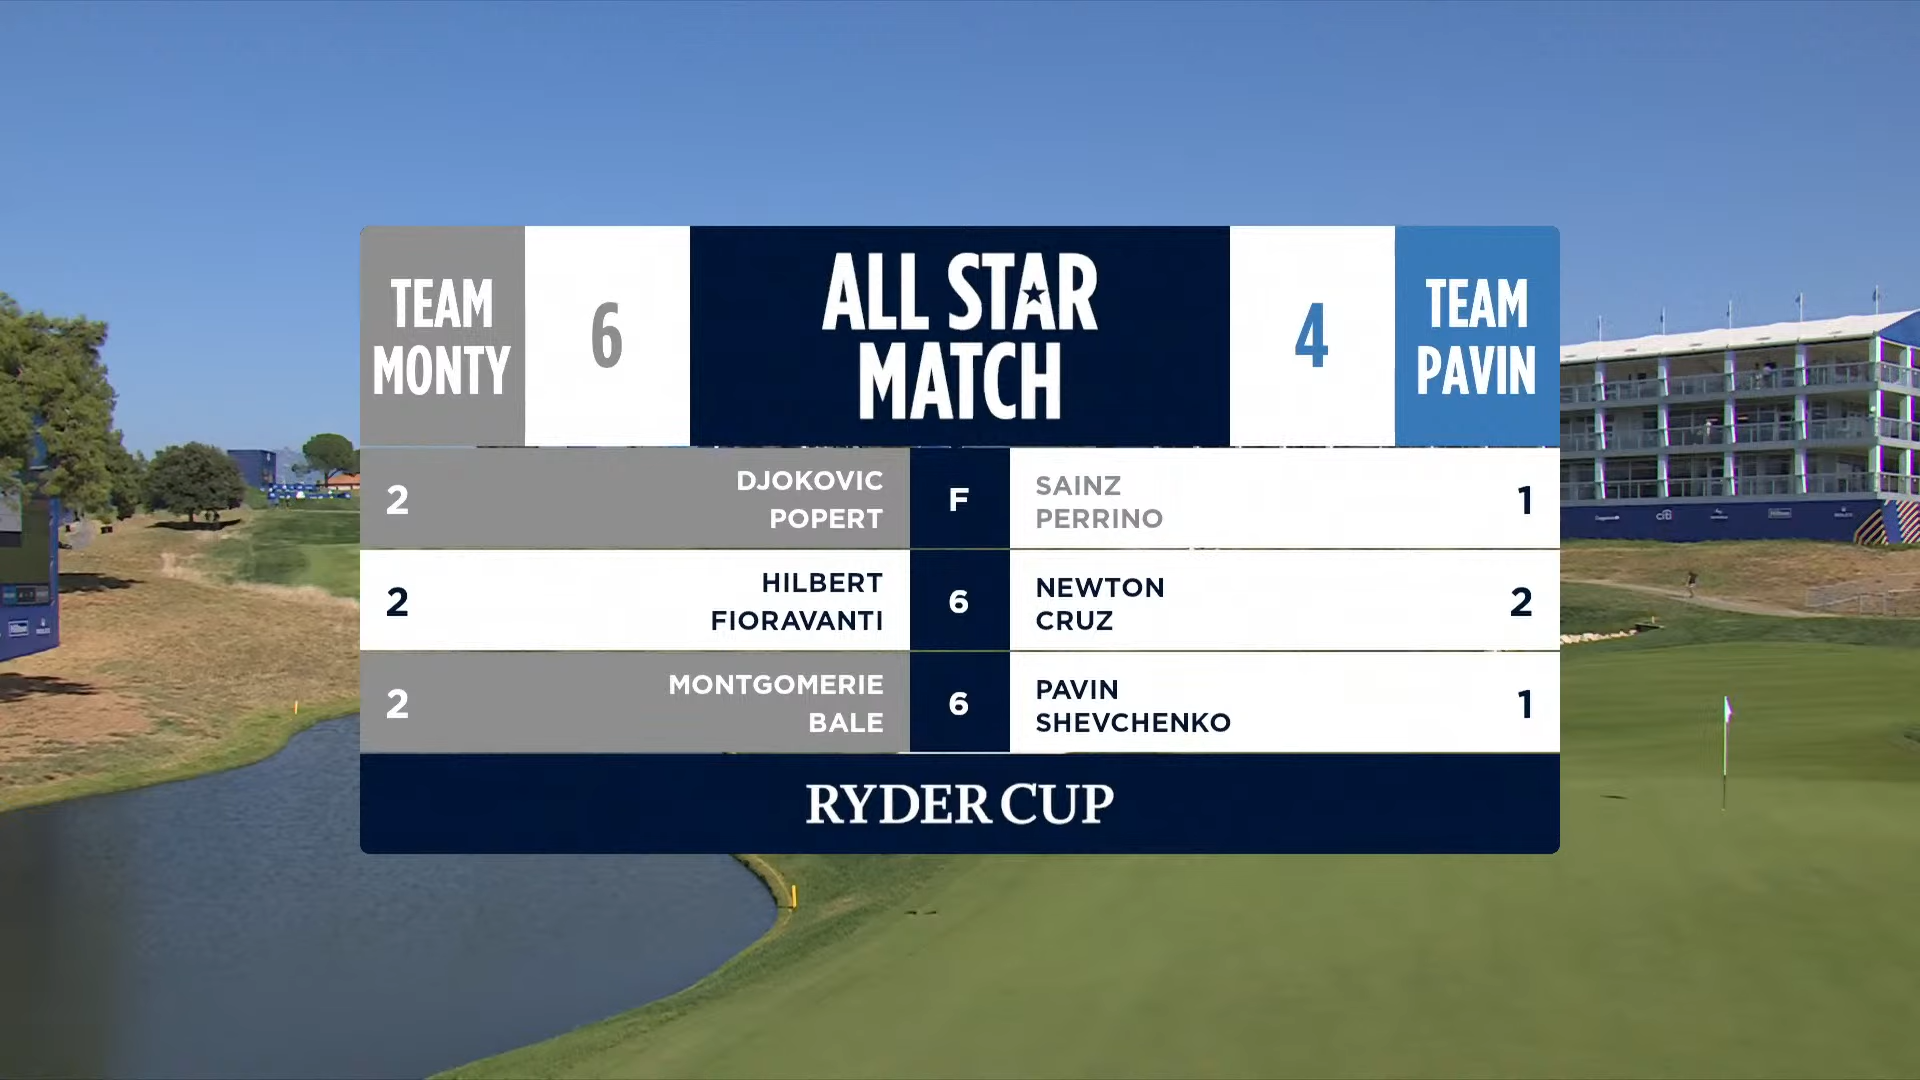 TEAM
MONTY
6
ALL STAR
MATCH
4
TEAM
PAVIN
2
DJOKOVIC
POPERT
F
SAINZ
PERRINO
1
2
HILBERT
FIORAVANTI
6
NEWTON
CRUZ
2
2
MONTGOMERIE
BALE
6
PAVIN
SHEVCHENKO
1
RYDER CUP
citi